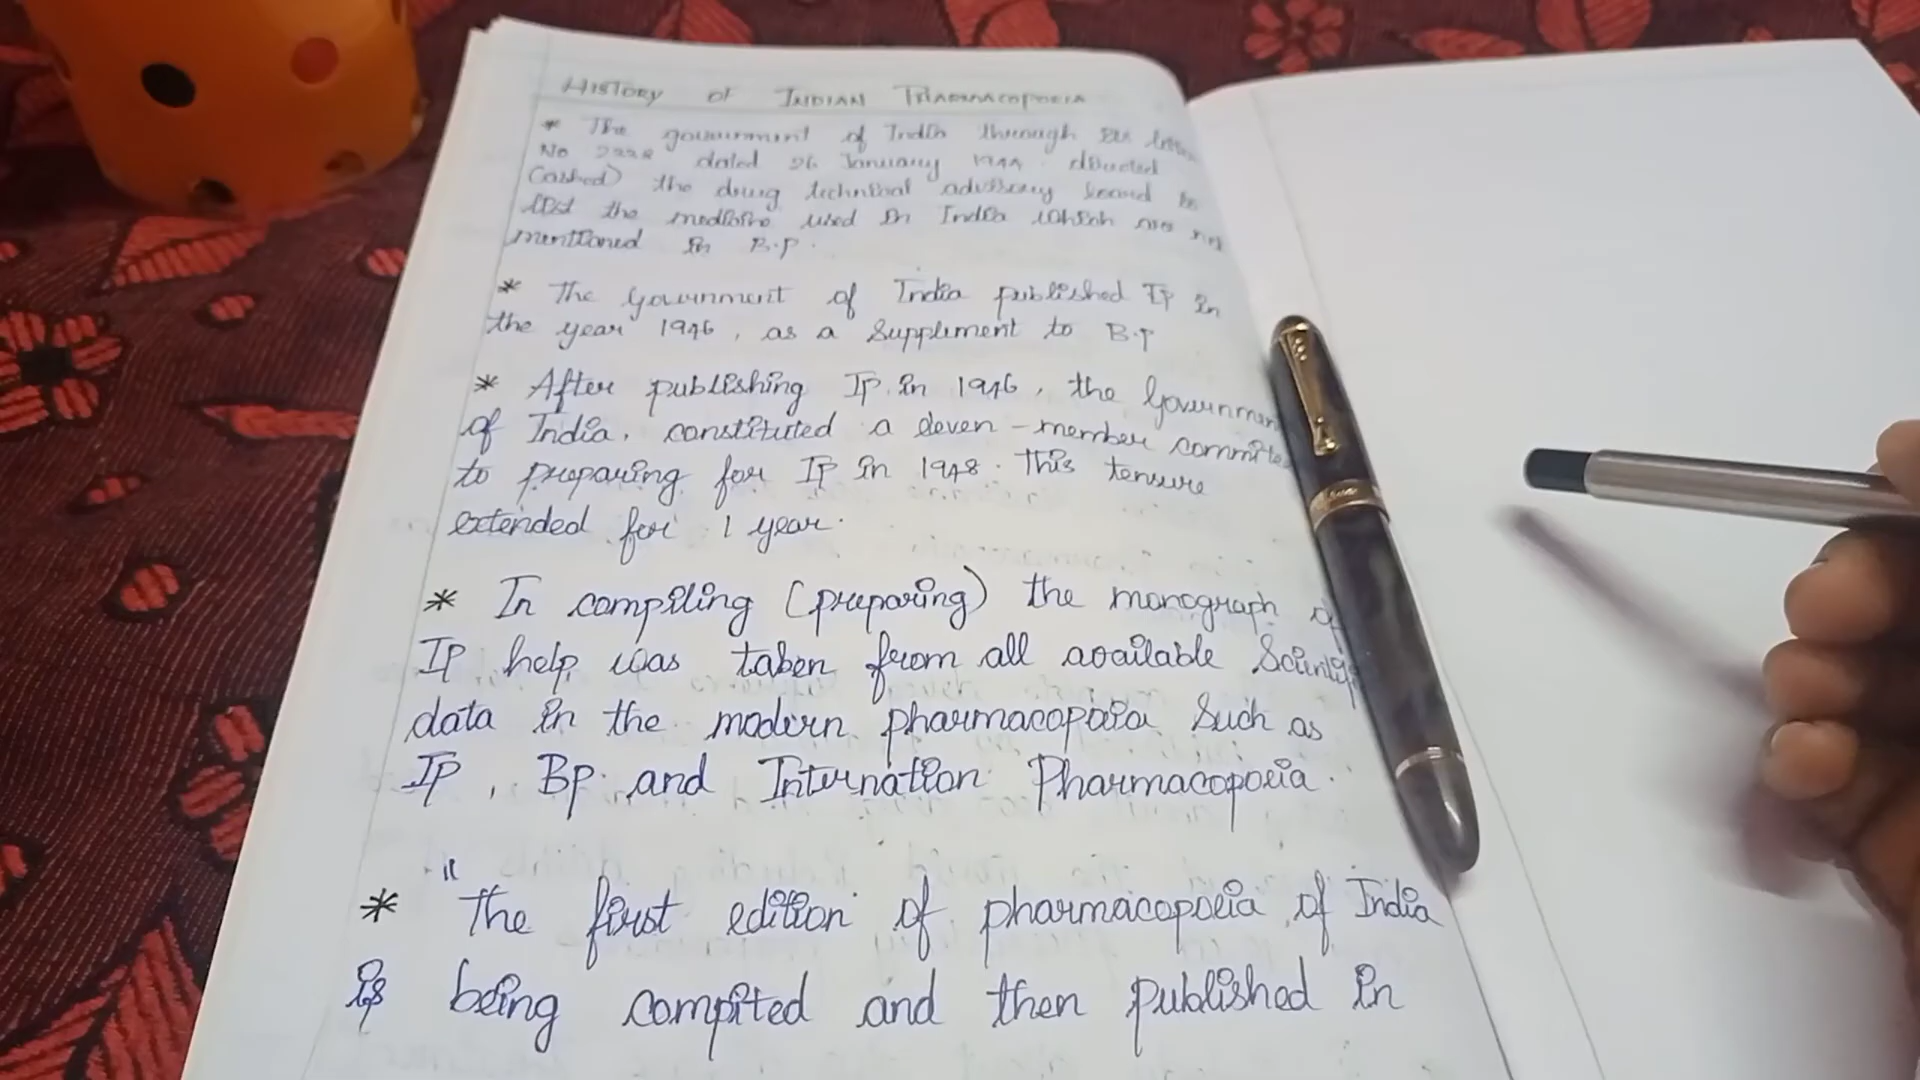 HISTORY OF INDIAN PHARMACOPOEIA
* The government of India through
No dated 26 January 1944. directed
(asked) the drug technical advisory board to
list the medicine used in India which are not
mentioned in B.P.
* The Government of India published IP in
the year 1946, as a Supplement to B.P
* After publishing IP in 1946, the Government
of India, constituted a eleven-member committee
to preparing for IP in 1948. This tenure
extended for 1 year.
* In compiling (preparing) the monograph of
IP help was taken from all available
data in the modern pharmacopoeia Such as
IP, BP. and Internation Pharmacopoeia.
* "The first edition of pharmacopoeia of India
is being compited and then published in